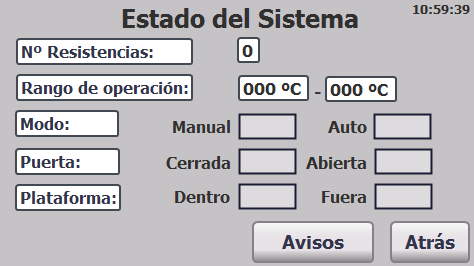 Estado del Sistema 10:59:39
Nº Resistencias: 0
Rango de operación: 000 ºC - 000 ºC
Modo: Manual Auto
Puerta: Cerrada Abierta
Plataforma: Dentro Fuera
Avisos Atrás